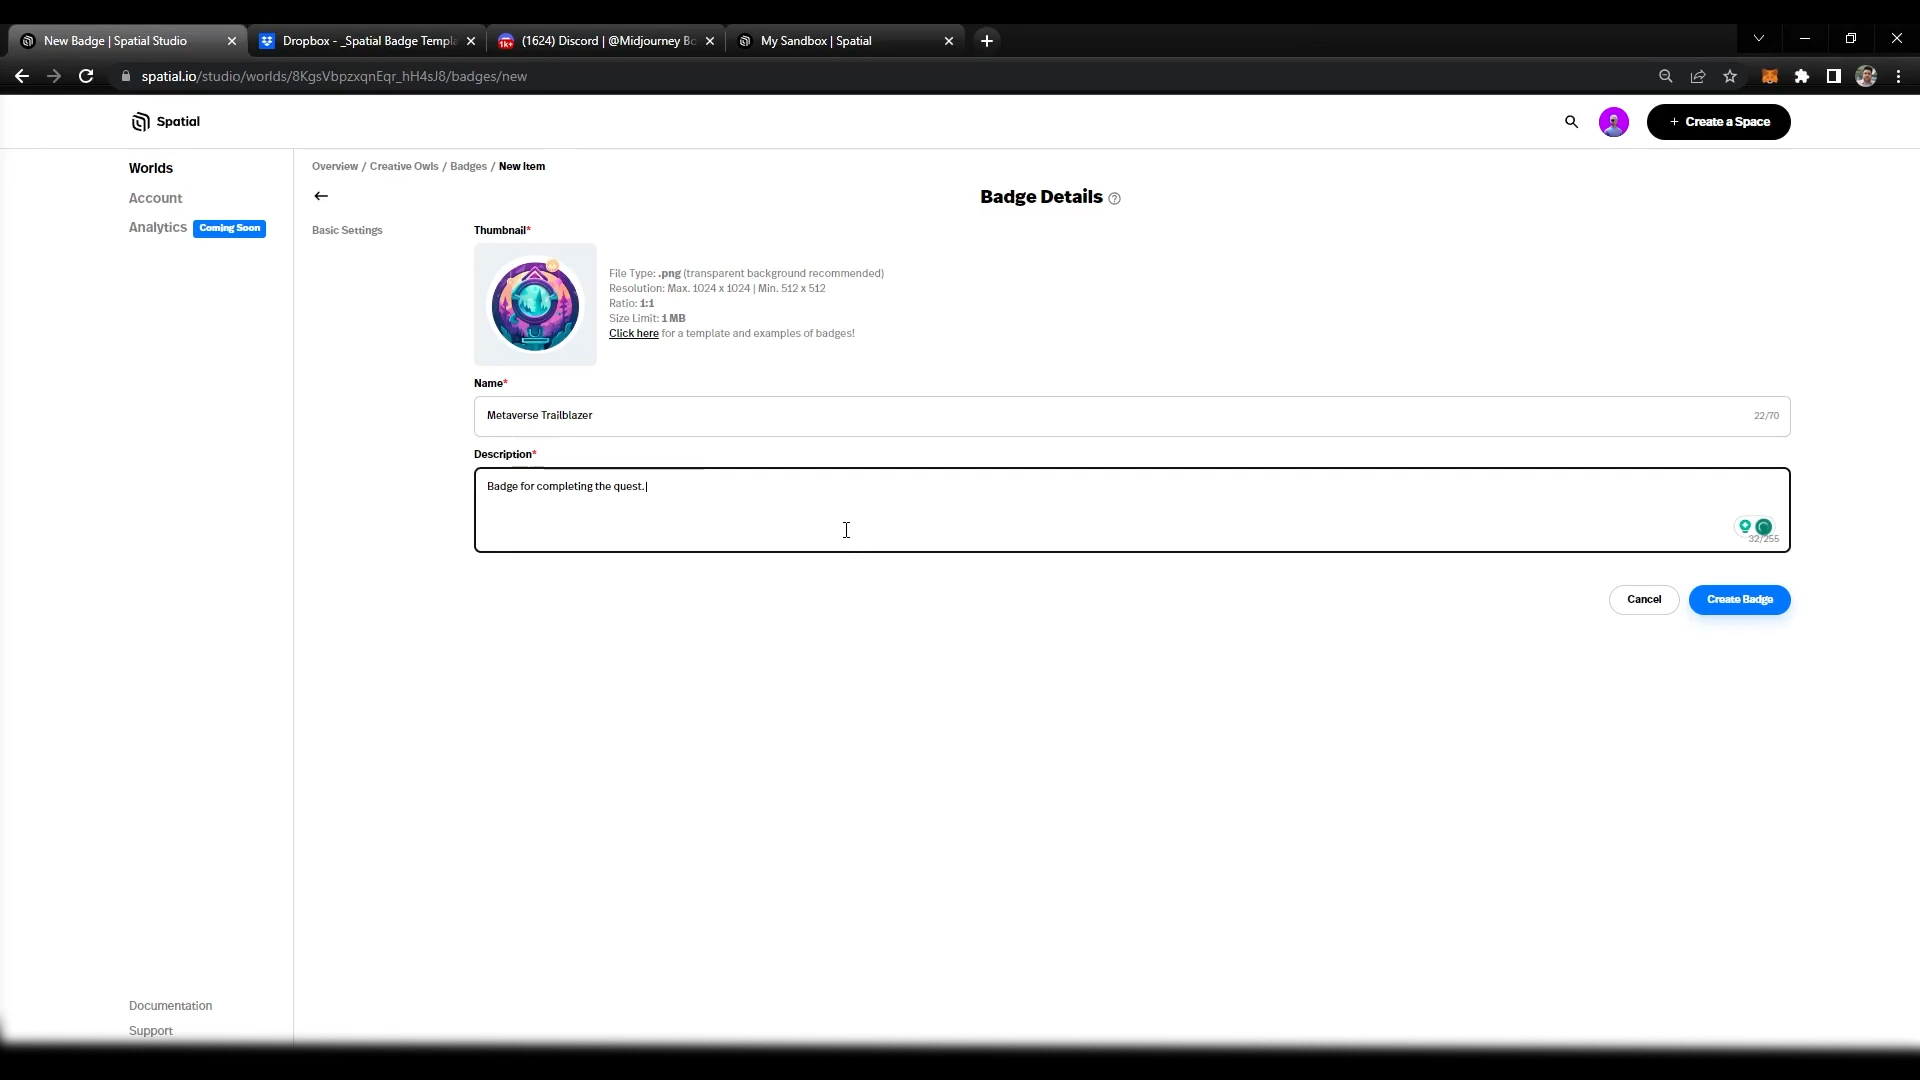 New Badge | Spatial Studio
Dropbox - _Spatial Badge Templa
(1624) Discord | @Midjourney Bo
My Sandbox | Spatial
spatial.io/studio/worlds/8KgsVbpzxqnEqr_hH4sJ8/badges/new
Spatial
+ Create a Space
Worlds
Account
Analytics Coming Soon
Overview / Creative Owls / Badges / New Item
Badge Details
Basic Settings
Thumbnail*
File Type: .png (transparent background recommended)
Resolution: Max. 1024 x 1024 | Min. 512 x 512
Ratio: 1:1
Size Limit: 1 MB
Click here for a template and examples of badges!
Name*
Metaverse Trailblazer
22/70
Description*
Badge for completing the quest.
32/255
Cancel
Create Badge
Documentation
Support